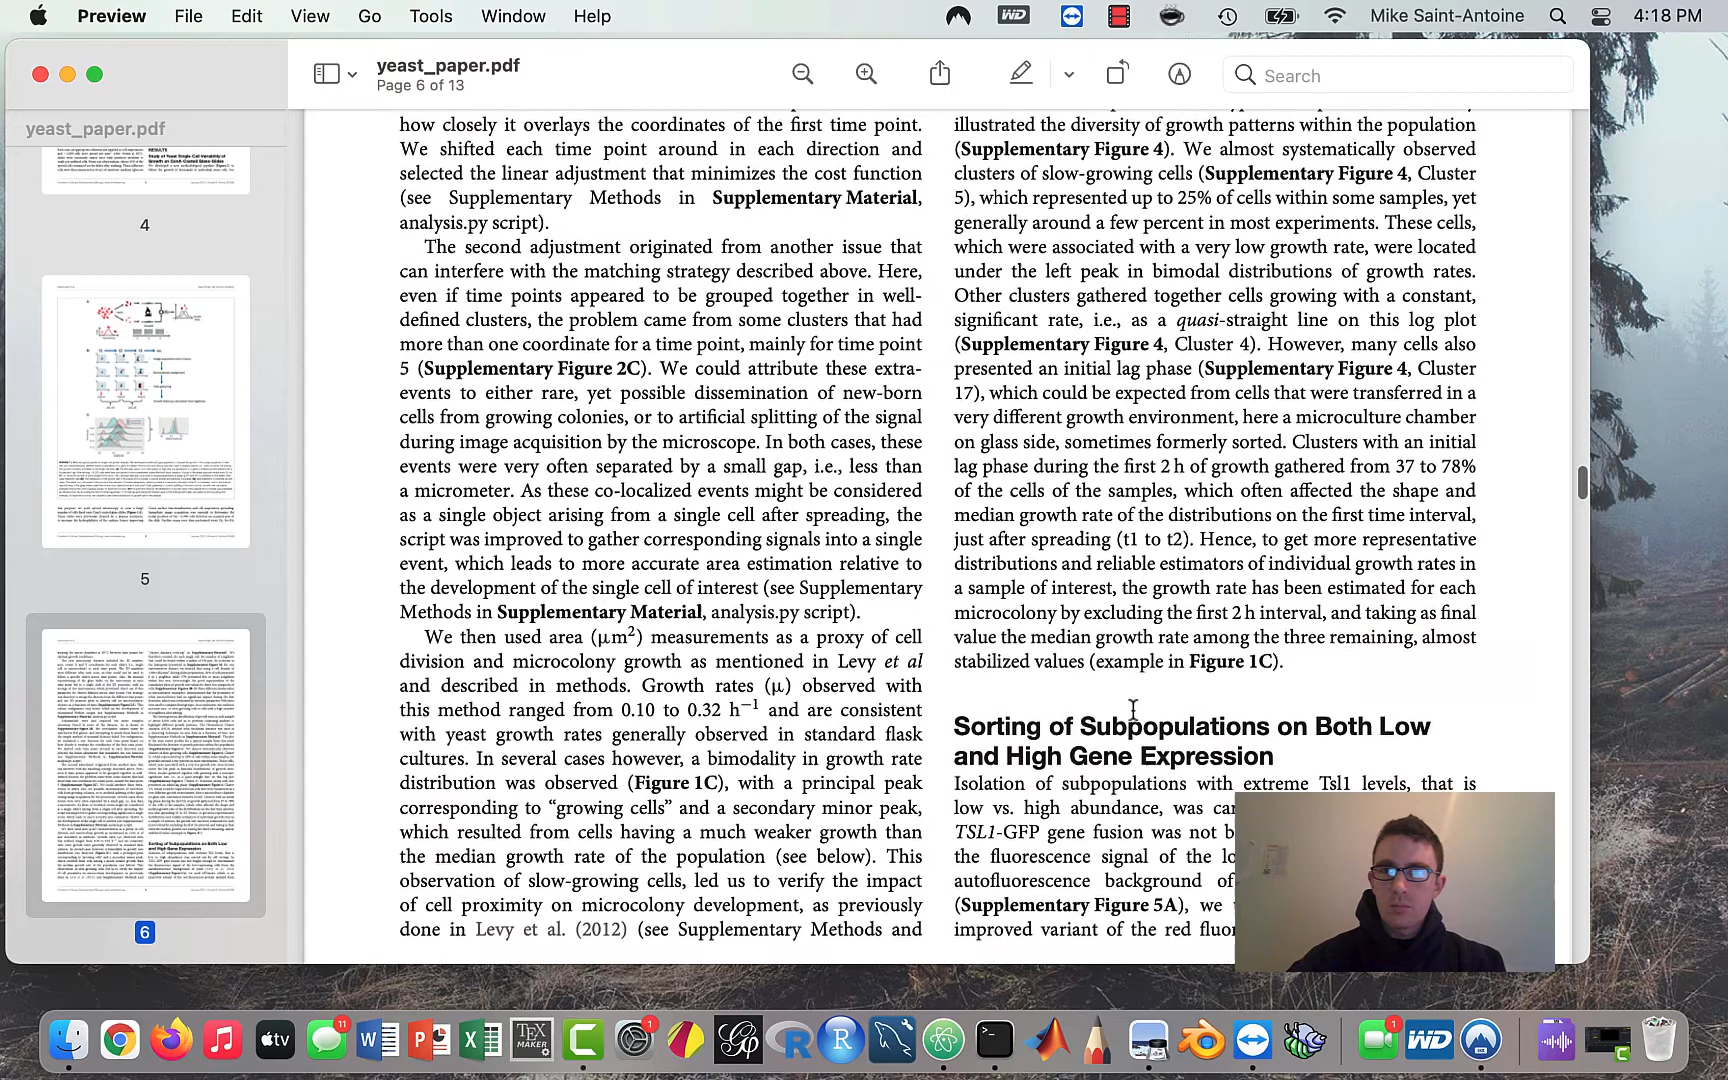 Preview File Edit View Go Tools Window Help
WD
Mike Saint-Antoine
4:18 PM
yeast_paper.pdf
Page 6 of 13
Search
yeast_paper.pdf
4
5
6
how closely it overlays the coordinates of the first time point.
We shifted each time point around in each direction and
selected the linear adjustment that minimizes the cost function
(see Supplementary Methods in Supplementary Material,
analysis.py script).
The second adjustment originated from another issue that
can interfere with the matching strategy described above. Here,
even if time points appeared to be grouped together in well-
defined clusters, the problem came from some clusters that had
more than one coordinate for a time point, mainly for time point
5 (Supplementary Figure 2C). We could attribute these extra-
events to either rare, yet possible dissemination of new-born
cells from growing colonies, or to artificial splitting of the signal
during image acquisition by the microscope. In both cases, these
events were very often separated by a small gap, i.e., less than
a micrometer. As these co-localized events might be considered
as a single object arising from a single cell after spreading, the
script was improved to gather corresponding signals into a single
event, which leads to more accurate area estimation relative to
the development of the single cell of interest (see Supplementary
Methods in Supplementary Material, analysis.py script).
We then used area (μm²) measurements as a proxy of cell
division and microcolony growth as mentioned in Levy et al
and described in methods. Growth rates (μ) observed with
this method ranged from 0.10 to 0.32 h⁻¹ and are consistent
with yeast growth rates generally observed in standard flask
cultures. In several cases however, a bimodality in growth rate
distribution was observed (Figure 1C), with a principal peak
corresponding to “growing cells” and a secondary minor peak,
which resulted from cells having a much weaker growth than
the median growth rate of the population (see below). This
observation of slow-growing cells, led us to verify the impact
of cell proximity on microcolony development, as previously
done in Levy et al. (2012) (see Supplementary Methods and
illustrated the diversity of growth patterns within the population
(Supplementary Figure 4). We almost systematically observed
clusters of slow-growing cells (Supplementary Figure 4, Cluster
5), which represented up to 25% of cells within some samples, yet
generally around a few percent in most experiments. These cells,
which were associated with a very low growth rate, were located
under the left peak in bimodal distributions of growth rates.
Other clusters gathered together cells growing with a constant,
significant rate, i.e., as a quasi-straight line on this log plot
(Supplementary Figure 4, Cluster 4). However, many cells also
presented an initial lag phase (Supplementary Figure 4, Cluster
17), which could be expected from cells that were transferred in a
very different growth environment, here a microculture chamber
on glass side, sometimes formerly sorted. Clusters with an initial
lag phase during the first 2 h of growth gathered from 37 to 78%
of the cells of the samples, which often affected the shape and
median growth rate of the distributions on the first time interval,
just after spreading (t1 to t2). Hence, to get more representative
distributions and reliable estimators of individual growth rates in
a sample of interest, the growth rate has been estimated for each
microcolony by excluding the first 2 h interval, and taking as final
value the median growth rate among the three remaining, almost
stabilized values (example in Figure 1C).
Sorting of Subpopulations on Both Low
and High Gene Expression
Isolation of subpopulations with extreme Tsl1 levels, that is
low vs. high abundance, was
TSL1-GFP gene fusion was not
the fluorescence signal of the
autofluorescence background of
(Supplementary Figure 5A), we
improved variant of the red
tv 11 W P X TEX MAKER 1 R R 1 WD